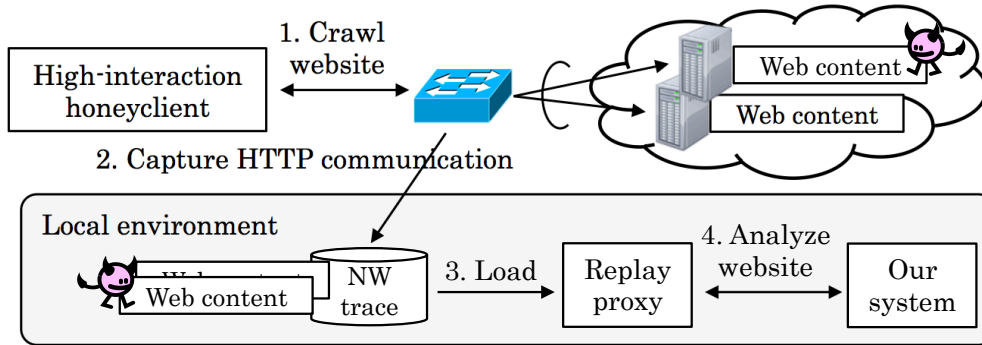 1. Crawl
website
High-interaction
honeyclient
Web content
Web content
2. Capture HTTP communication
Local environment
Web content
NW
trace
3. Load
Replay
proxy
4. Analyze
website
Our
system